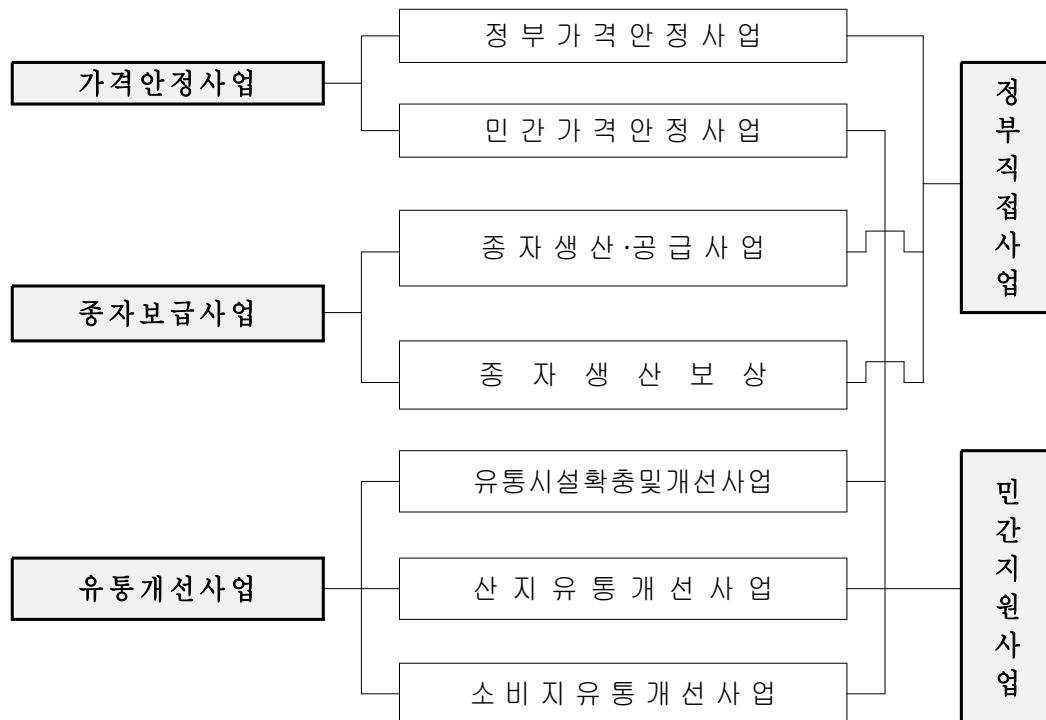 가격안정사업
정부가격안정사업
민간가격안정사업
종자보급사업
종자생산·공급사업
종자생산보상
유통개선사업
유통시설확충및개선사업
산지유통개선사업
소비지유통개선사업
정부직접사업
민간지원사업